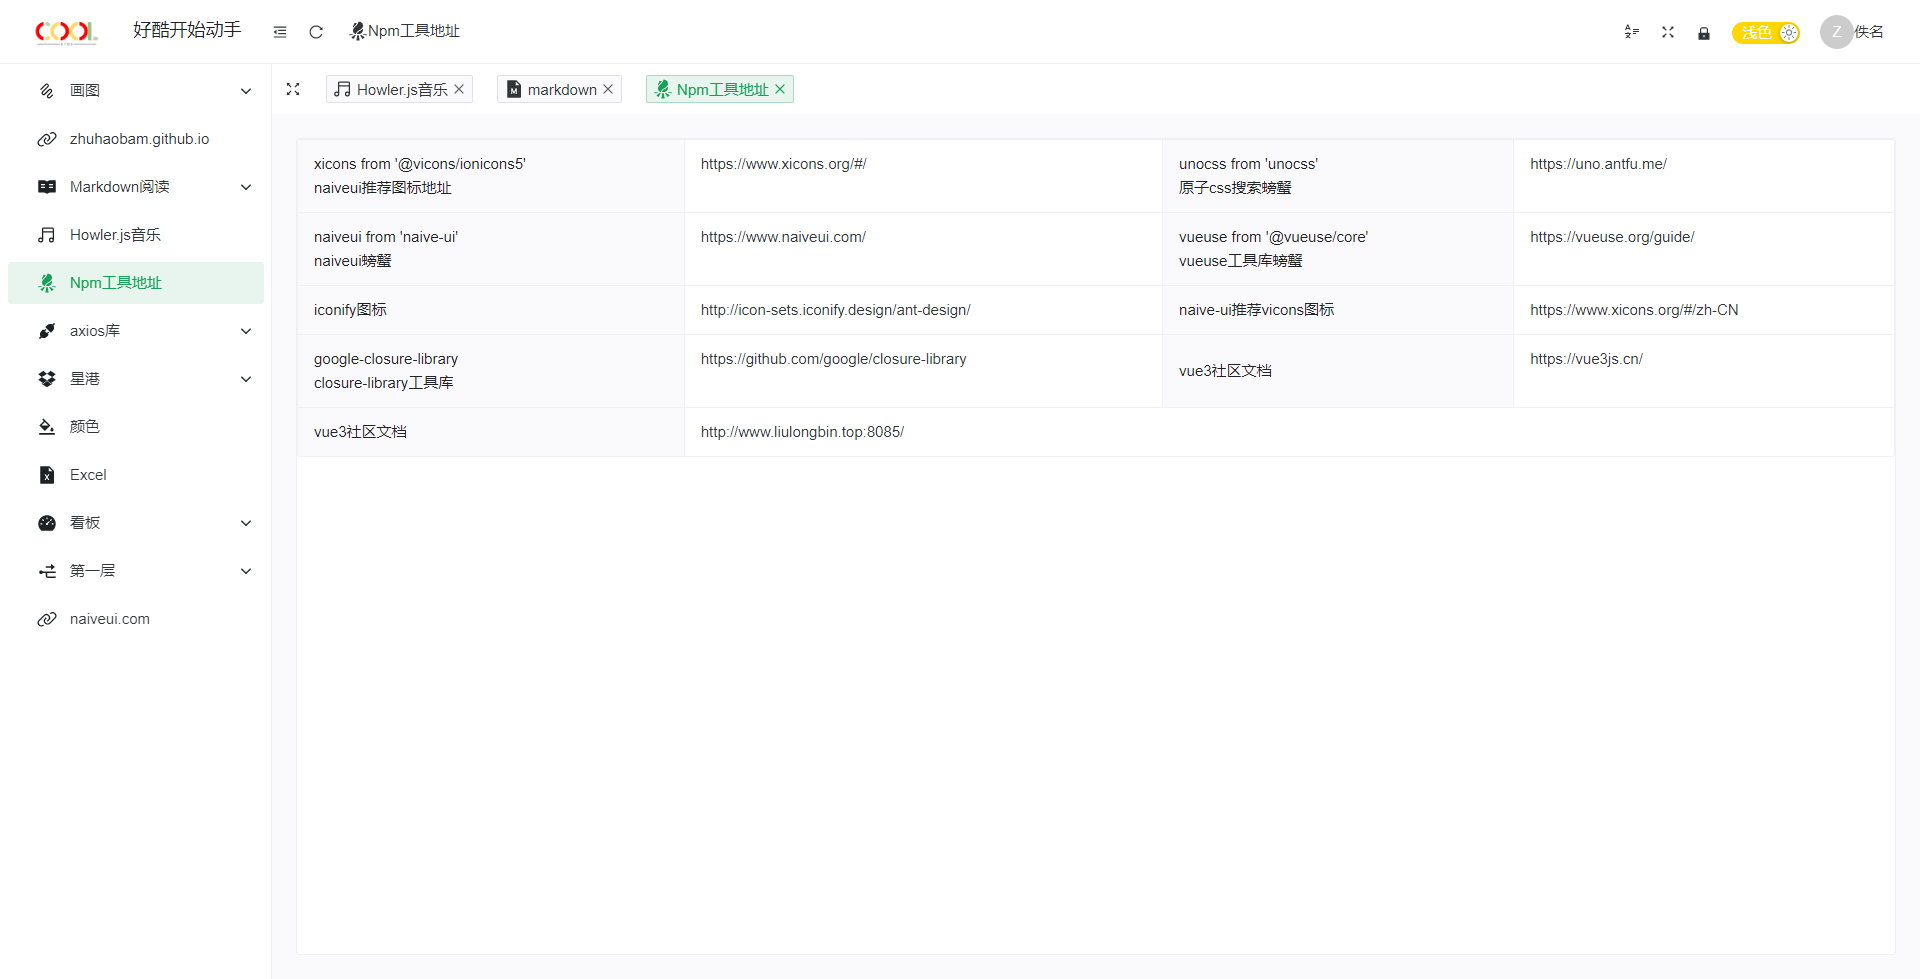 COOL
好酷开始动手
Npm工具地址
浅色
Z
佚名
画图
zhuhaobam.github.io
Markdown阅读
Howler.js音乐
Npm工具地址
axios库
星港
颜色
Excel
看板
第一层
naiveui.com
Howler.js音乐
markdown
Npm工具地址
xicons from '@vicons/ionicons5'
naiveui推荐图标地址
https://www.xicons.org/#/
unocss from 'unocss'
原子css搜索螃蟹
https://uno.antfu.me/
naiveui from 'naive-ui'
naiveui螃蟹
https://www.naiveui.com/
vueuse from '@vueuse/core'
vueuse工具库螃蟹
https://vueuse.org/guide/
iconify图标
http://icon-sets.iconify.design/ant-design/
naive-ui推荐vicons图标
https://www.xicons.org/#/zh-CN
google-closure-library
closure-library工具库
https://github.com/google/closure-library
vue3社区文档
https://vue3js.cn/
vue3社区文档
http://www.liulongbin.top:8085/